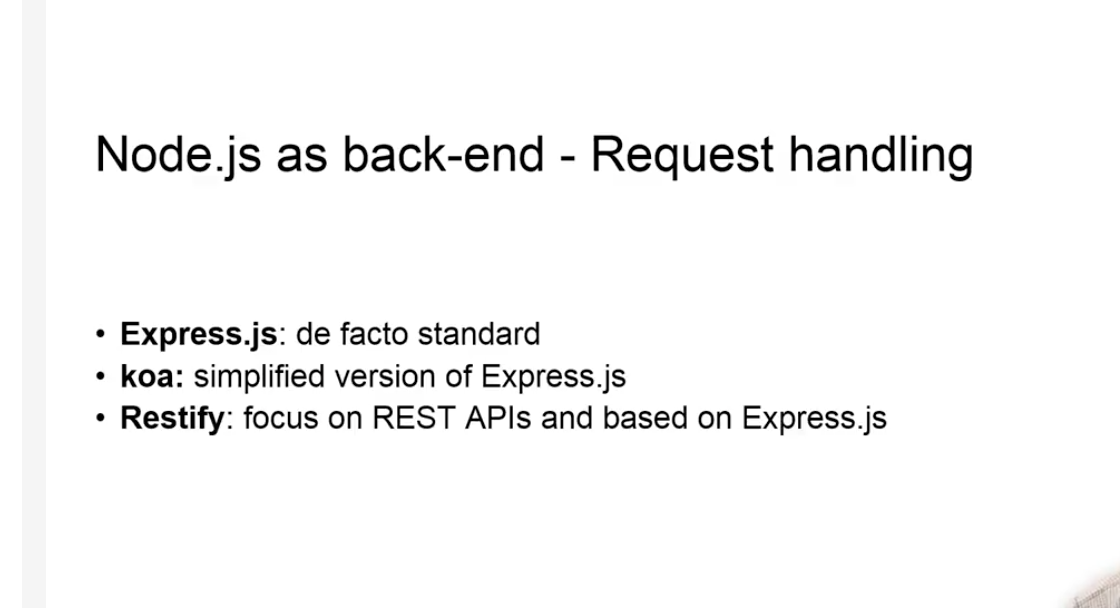 Node.js as back-end - Request handling
• Express.js: de facto standard
• koa: simplified version of Express.js
• Restify: focus on REST APIs and based on Express.js